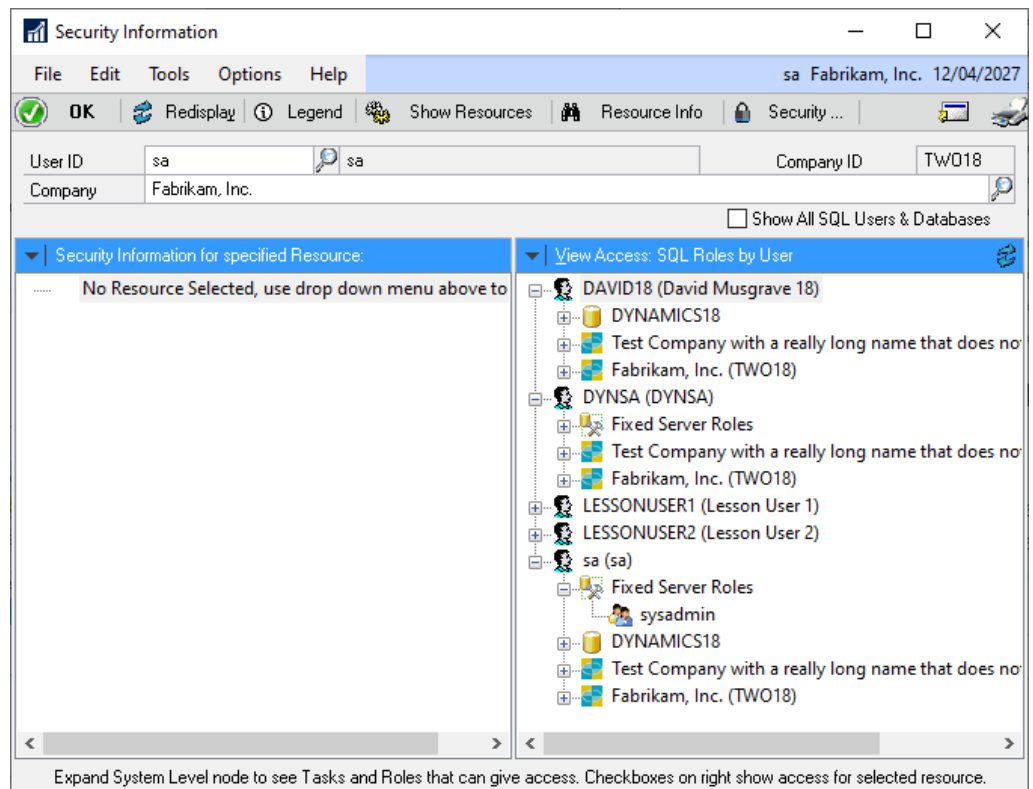 Security Information
File Edit Tools Options Help sa Fabrikam, Inc. 12/04/2027
OK Redisplay Legend Show Resources Resource Info Security ...
User ID sa sa Company ID TWO18
Company Fabrikam, Inc.
Show All SQL Users & Databases
Security Information for specified Resource:
No Resource Selected, use drop down menu above to
View Access: SQL Roles by User
DAVID18 (David Musgrave 18)
DYNAMICS18
Test Company with a really long name that does no
Fabrikam, Inc. (TWO18)
DYNSA (DYNSA)
Fixed Server Roles
Test Company with a really long name that does no
Fabrikam, Inc. (TWO18)
LESSONUSER1 (Lesson User 1)
LESSONUSER2 (Lesson User 2)
sa (sa)
Fixed Server Roles
sysadmin
DYNAMICS18
Test Company with a really long name that does no
Fabrikam, Inc. (TWO18)
Expand System Level node to see Tasks and Roles that can give access. Checkboxes on right show access for selected resource.